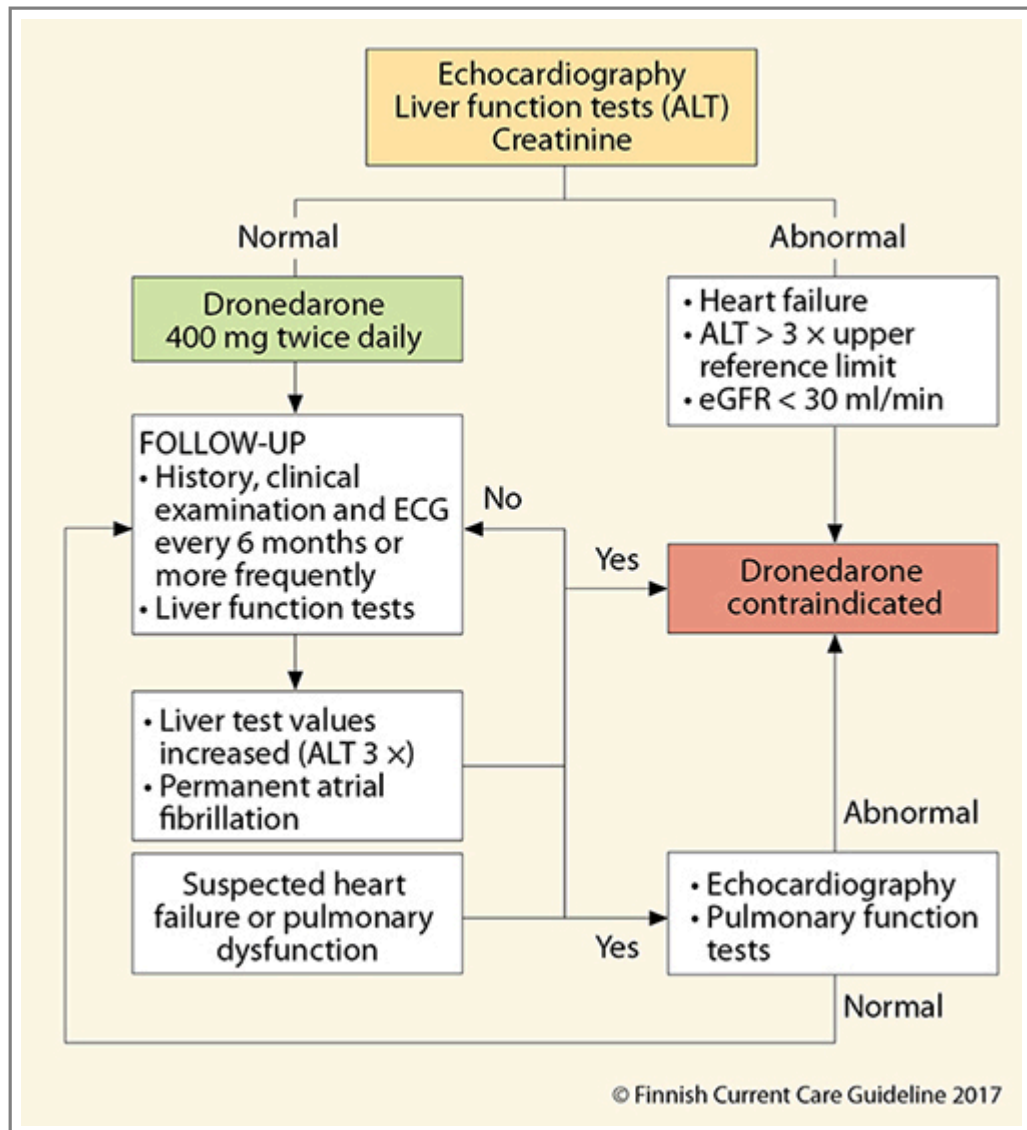 Echocardiography
Liver function tests (ALT)
Creatinine
Normal
Abnormal
Dronedarone
400 mg twice daily
• Heart failure
• ALT > 3 × upper
reference limit
• eGFR < 30 ml/min
FOLLOW-UP
• History, clinical
examination and ECG
every 6 months or
more frequently
• Liver function tests
No
Yes
Dronedarone
contraindicated
• Liver test values
increased (ALT 3 ×)
• Permanent atrial
fibrillation
Abnormal
Suspected heart
failure or pulmonary
dysfunction
Yes
• Echocardiography
• Pulmonary function
tests
Normal
© Finnish Current Care Guideline 2017